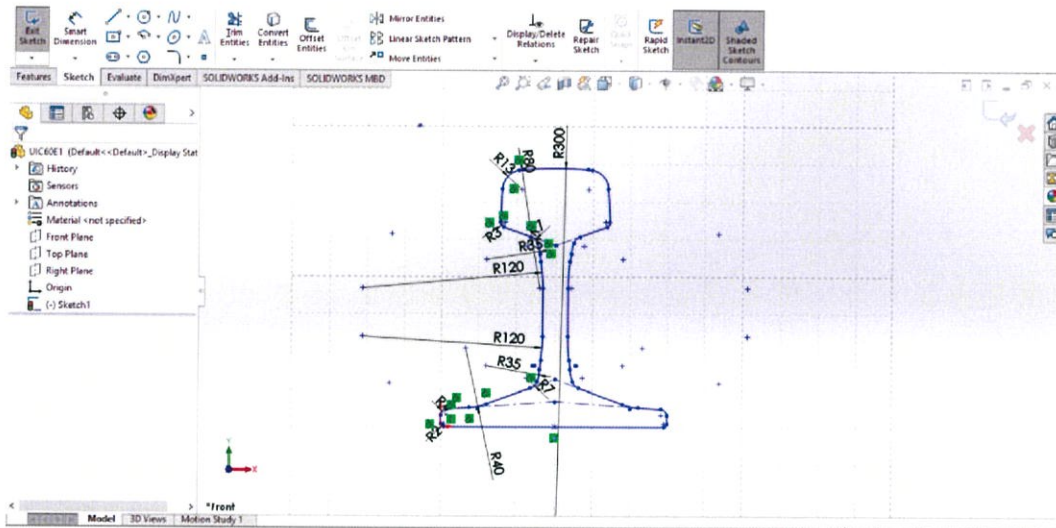 Exit Sketch
Smart Dimension
Trim Entities
Convert Entities
Offset Entities
Mirror Entities
Linear Sketch Pattern
Move Entities
Display/Delete Relations
Repair Sketch
Rapid Sketch
Instant2D
Shaded Sketch Contours
Features Sketch Evaluate DimXpert SOLIDWORKS Add-Ins SOLIDWORKS MBD
UIC60E1 (Default<<Default>_Display Stat
History
Sensors
Annotations
Material <not specified>
Front Plane
Top Plane
Right Plane
Origin
(-) Sketch1
R300
R80
R13
R3
R35
R120
R120
R35
R7
R2
R40
Y
X
*Front
Model 3D Views Motion Study 1